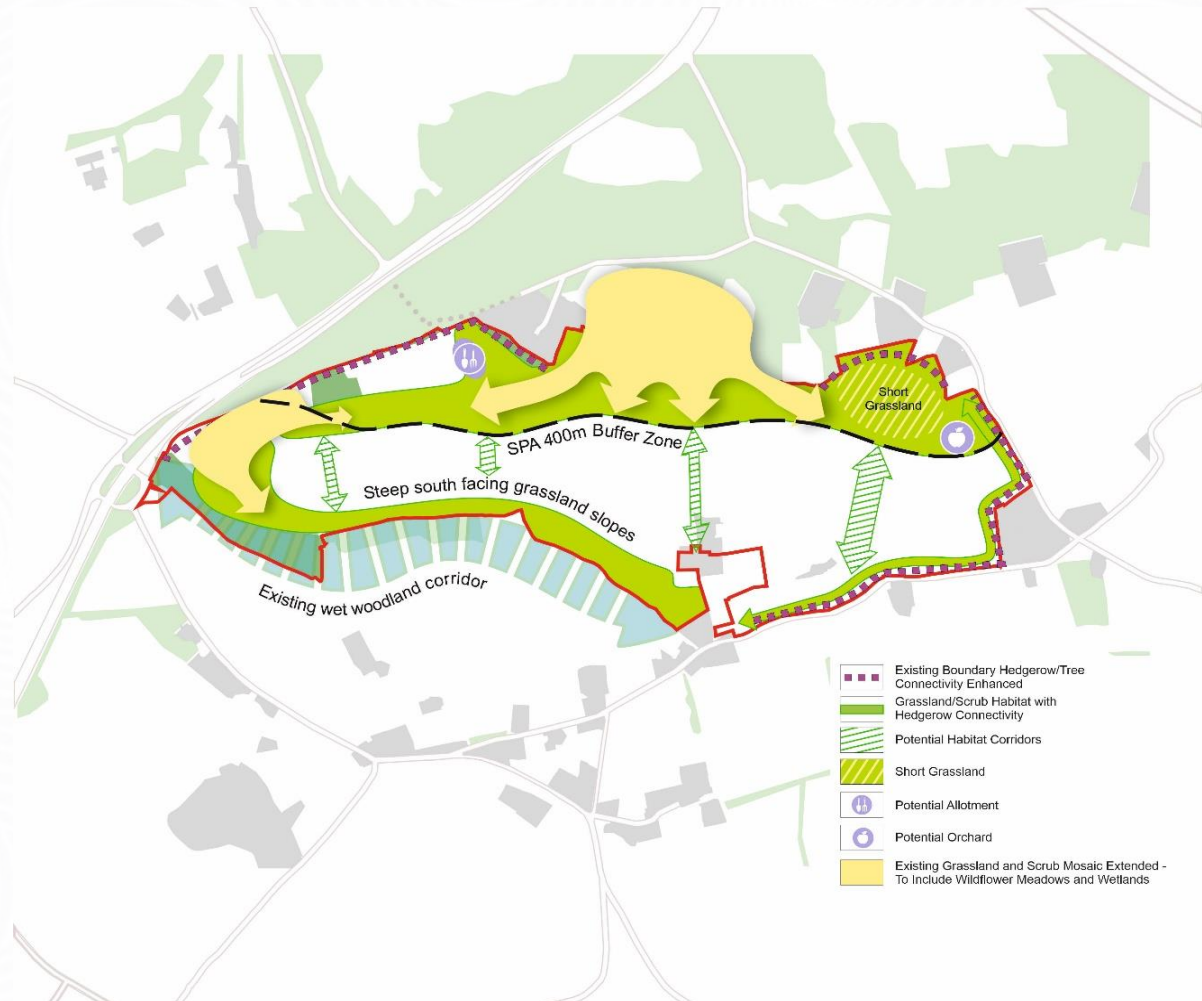 Short
Grassland
SPA 400m Buffer Zone
Steep south facing grassland slopes
Existing wet woodland corridor
Existing Boundary Hedgerow/Tree
Connectivity Enhanced
Grassland/Scrub Habitat with
Hedgerow Connectivity
Potential Habitat Corridors
Short Grassland
Potential Allotment
Potential Orchard
Existing Grassland and Scrub Mosaic Extended -
To Include Wildflower Meadows and Wetlands